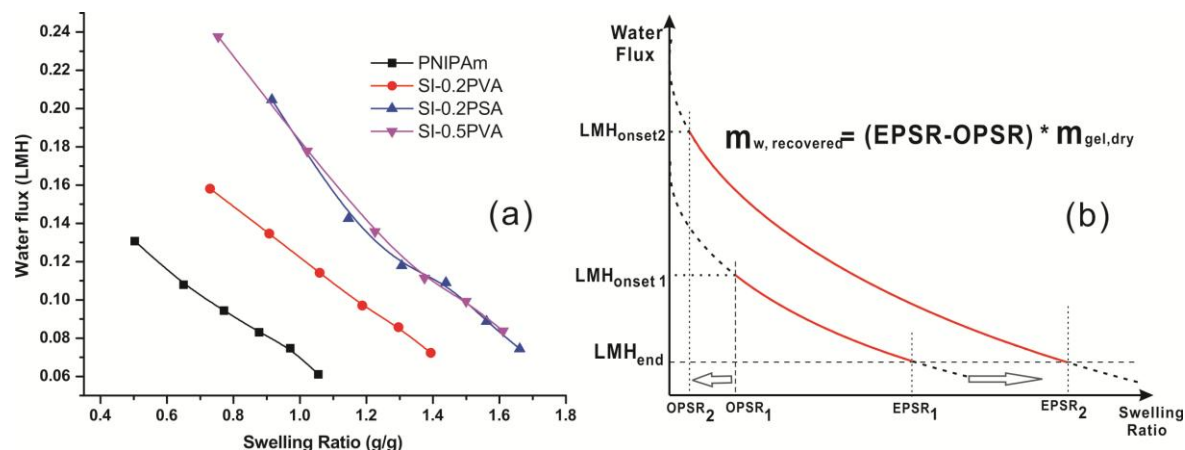 0.24
0.22
0.20
0.18
0.16
0.14
0.12
0.10
0.08
0.06
Water flux (LMH)
PNIPAm
SI-0.2PVA
SI-0.2PSA
SI-0.5PVA
(a)
0.4 0.6 0.8 1.0 1.2 1.4 1.6 1.8
Swelling Ratio (g/g)
Water
Flux
LMHonset2
LMHonset 1
LMHend
mw, recovered= (EPSR-OPSR) * mgel,dry
(b)
OPSR2 OPSR1 EPSR1 EPSR2
Swelling
Ratio